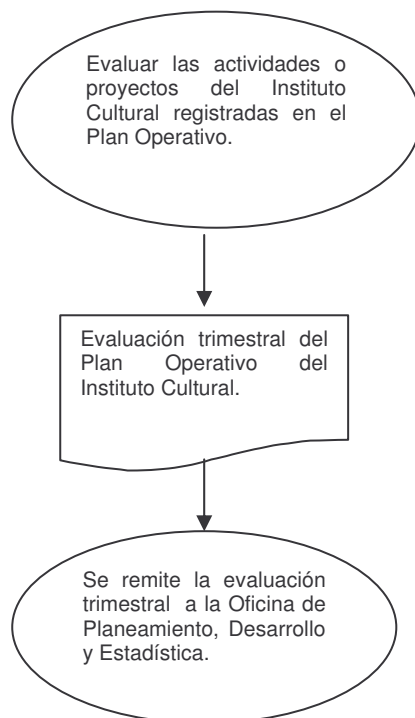 Evaluar las actividades o
proyectos del Instituto
Cultural registradas en el
Plan Operativo.
Evaluación trimestral del
Plan Operativo del
Instituto Cultural.
Se remite la evaluación
trimestral a la Oficina de
Planeamiento, Desarrollo
y Estadística.